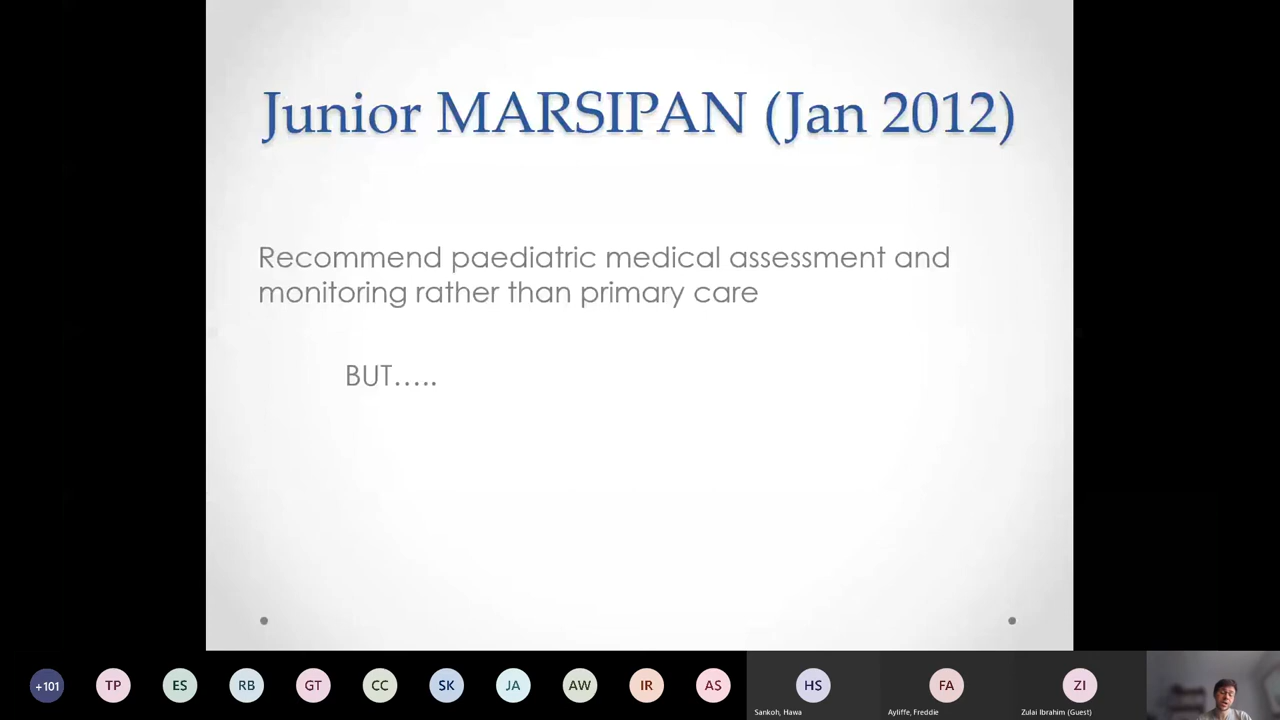 Junior MARSIPAN (Jan 2012)
Recommend paediatric medical assessment and
monitoring rather than primary care
BUT.....
+101
TP
ES
RB
GT
CC
SK
JA
AW
IR
AS
HS
FA
ZI
Sankoh, Hawa
Ayliffe, Freddie
Zulai Ibrahim (Guest)